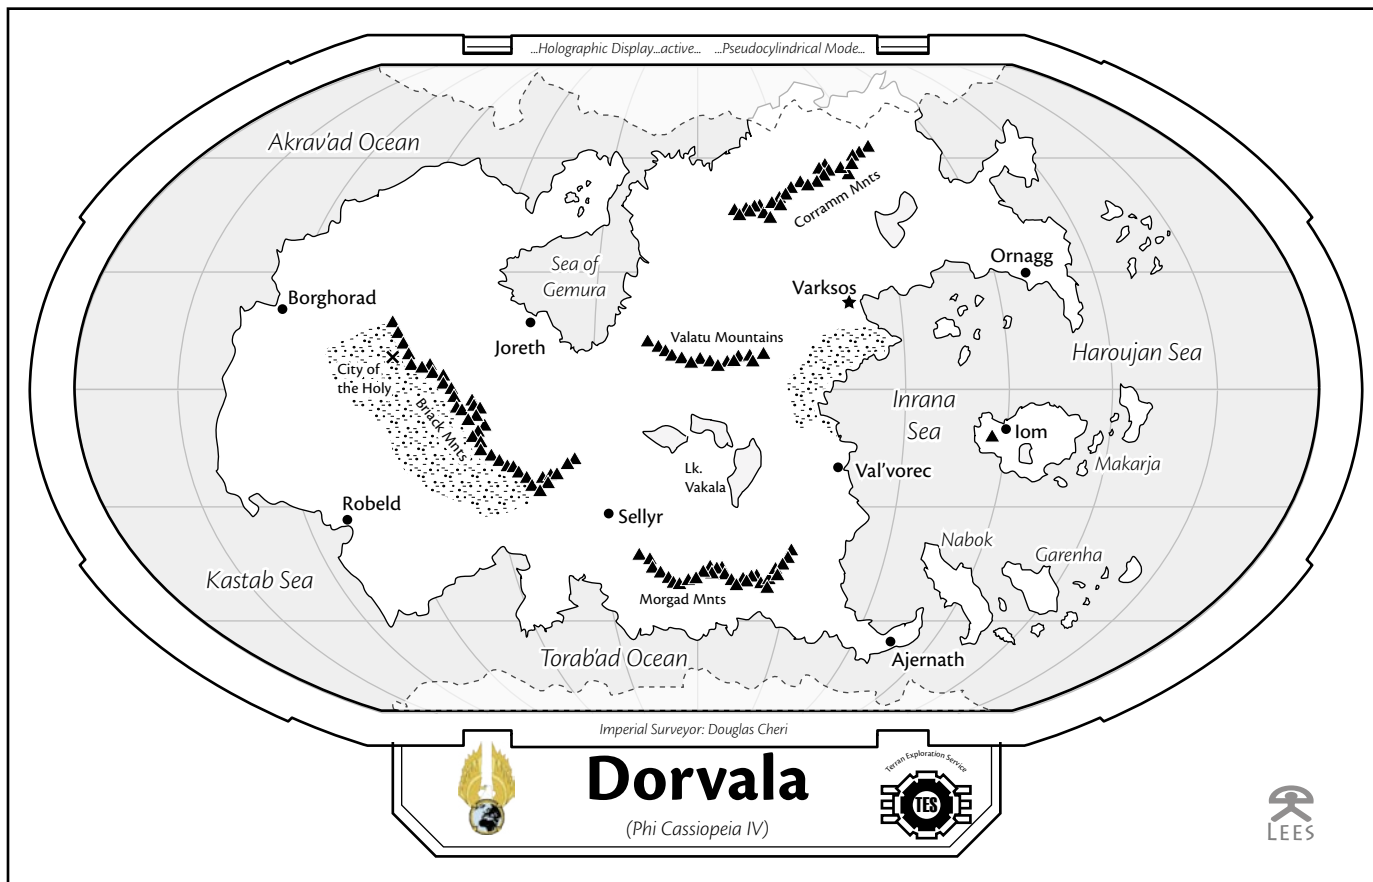 ...Holographic Display...active... ...Pseudocylindrical Mode...
Akrav'ad Ocean
Corramm Mnts
Sea of
Gemura
Ornagg
Borghorad
Varksos
Joreth
Valatu Mountains
Haroujan Sea
City of
the Holy
Briack Mnts
Inrana
Sea
Iom
Makarja
Lk.
Vakala
Val'vorec
Robeld
Sellyr
Nabok
Garenha
Kastab Sea
Morgad Mnts
Torab'ad Ocean
Ajernath
Imperial Surveyor: Douglas Cheri
Dorvala
(Phi Cassiopeia IV)
Terran Exploration Service
TES
LEES